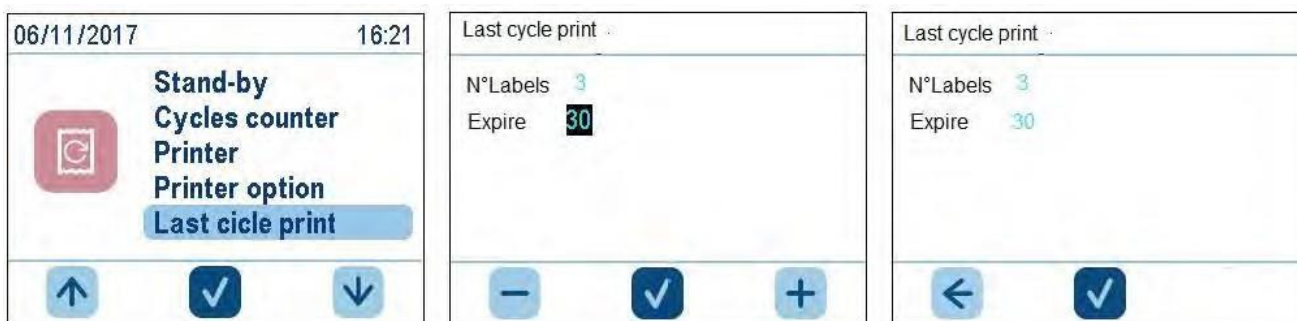 06/11/2017 16:21
Stand-by
Cycles counter
Printer
Printer option
Last cicle print
Last cycle print
N°Labels 3
Expire 30
Last cycle print
N°Labels 3
Expire 30